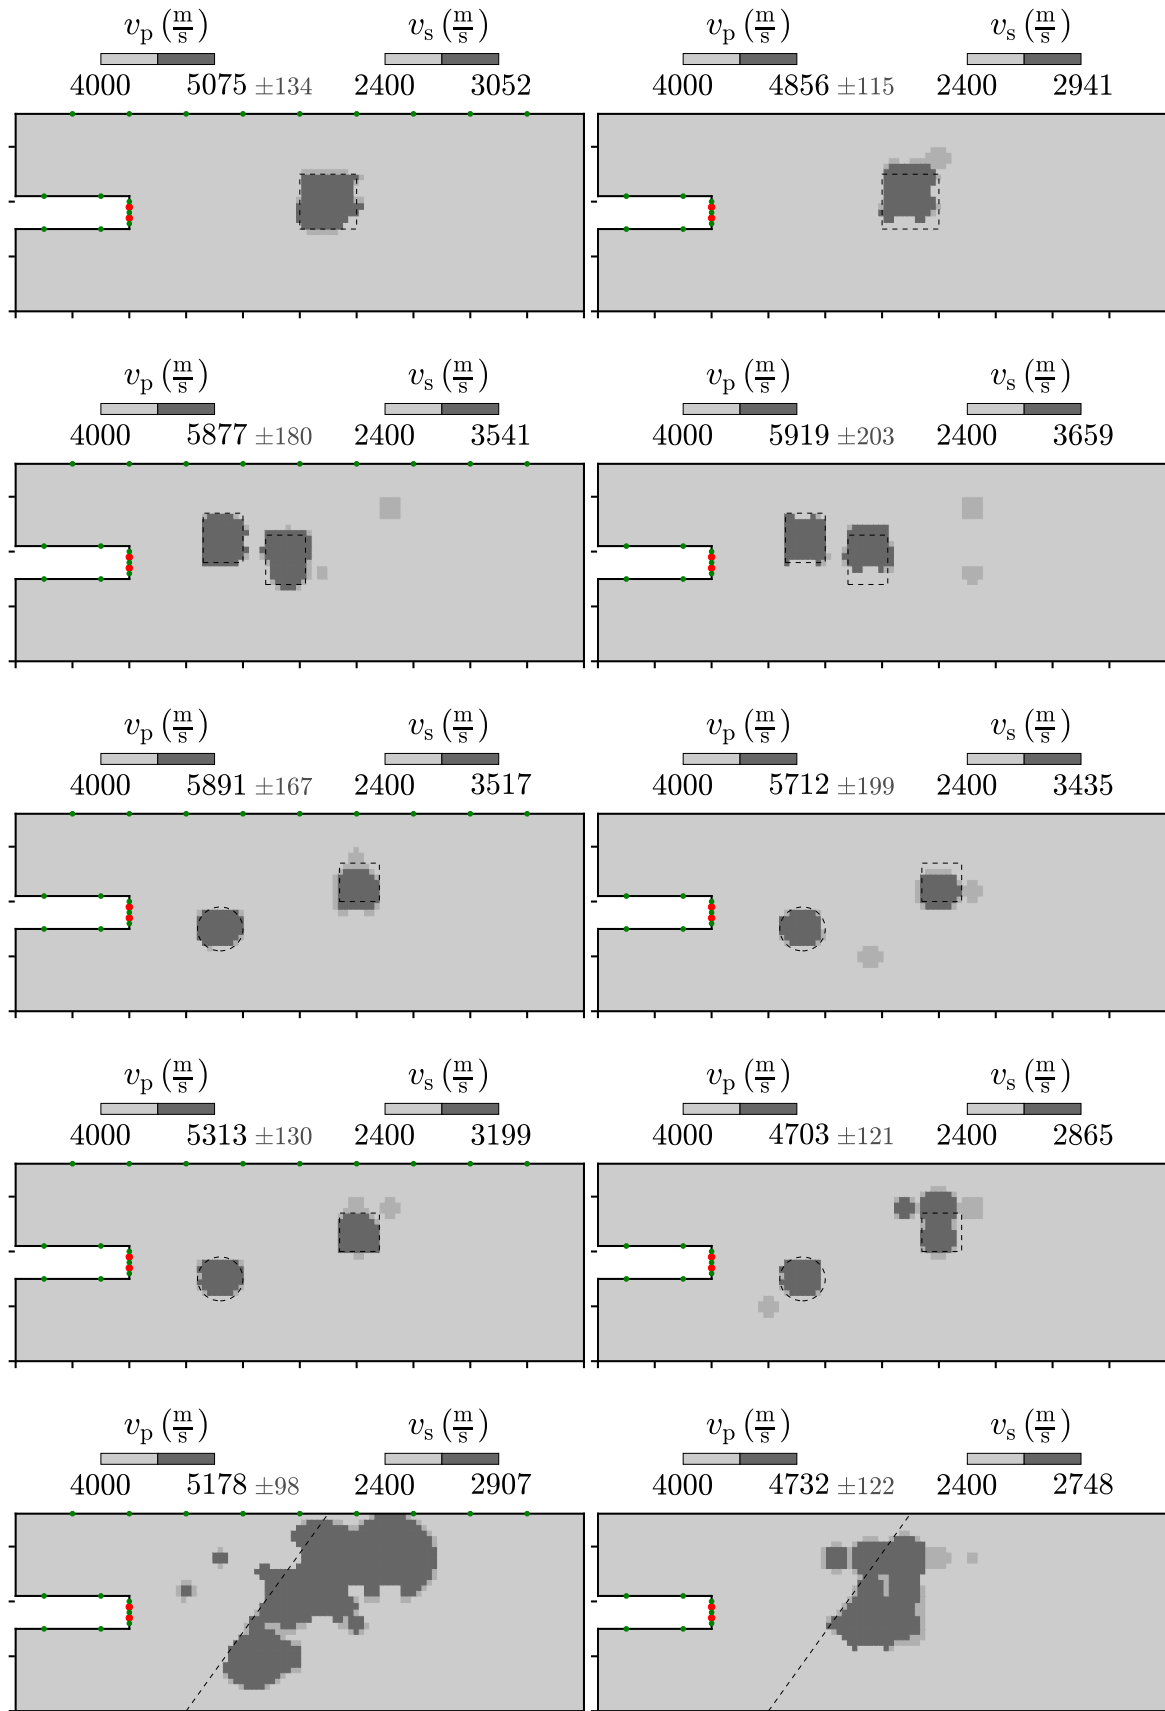 v_p (m/s) v_s (m/s) v_p (m/s) v_s (m/s)
4000 5075 ±134 2400 3052 4000 4856 ±115 2400 2941
v_p (m/s) v_s (m/s) v_p (m/s) v_s (m/s)
4000 5877 ±180 2400 3541 4000 5919 ±203 2400 3659
v_p (m/s) v_s (m/s) v_p (m/s) v_s (m/s)
4000 5891 ±167 2400 3517 4000 5712 ±199 2400 3435
v_p (m/s) v_s (m/s) v_p (m/s) v_s (m/s)
4000 5313 ±130 2400 3199 4000 4703 ±121 2400 2865
v_p (m/s) v_s (m/s) v_p (m/s) v_s (m/s)
4000 5178 ±98 2400 2907 4000 4732 ±122 2400 2748